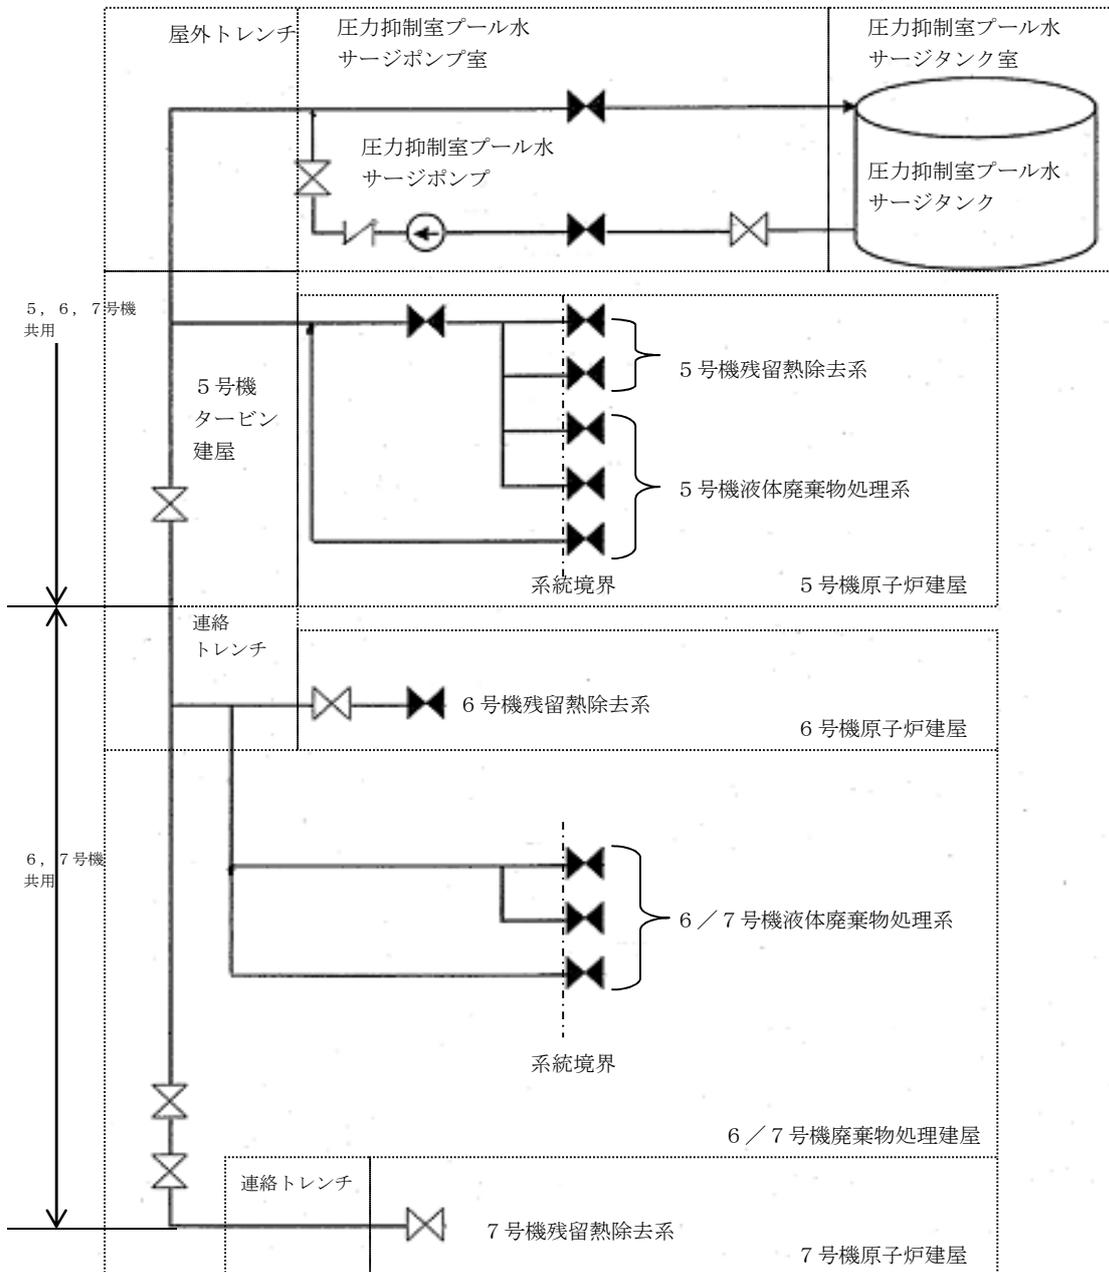 屋外トレンチ
圧力抑制室プール水
サージポンプ室
圧力抑制室プール水
サージタンク室
圧力抑制室プール水
サージポンプ
圧力抑制室プール水
サージタンク
５，６，７号機
共用
５号機
タービン
建屋
５号機残留熱除去系
５号機液体廃棄物処理系
系統境界
５号機原子炉建屋
連絡
トレンチ
６号機残留熱除去系
６号機原子炉建屋
６，７号機
共用
６／７号機液体廃棄物処理系
系統境界
６／７号機廃棄物処理建屋
連絡トレンチ
７号機残留熱除去系
７号機原子炉建屋